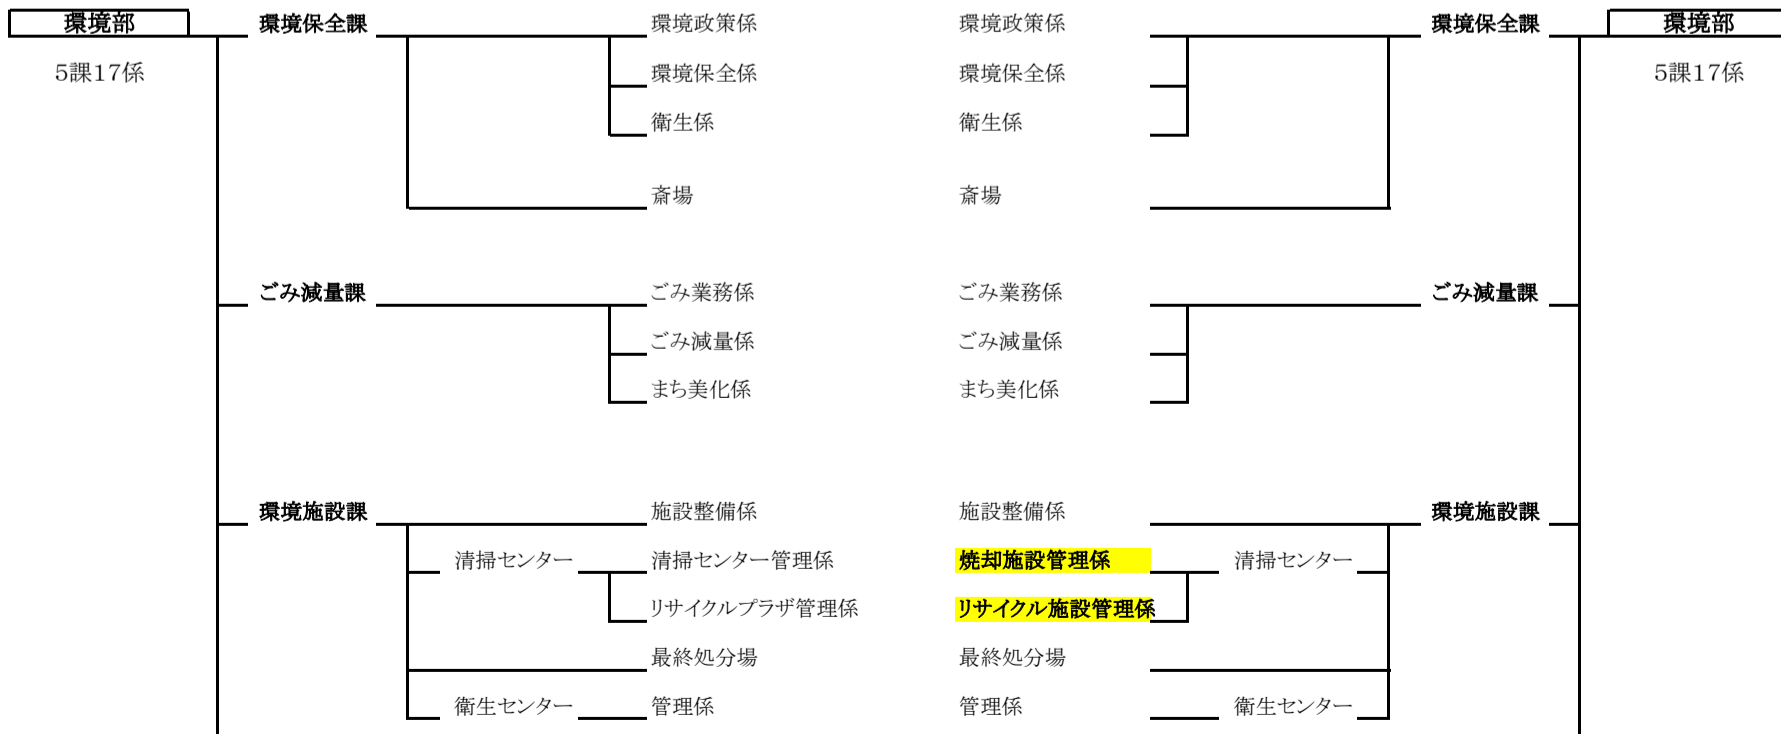 環境部 環境保全課 環境政策係 環境政策係 環境保全課 環境部
5課17係 環境保全係 環境保全係 5課17係
衛生係 衛生係
斎場 斎場
ごみ減量課 ごみ業務係 ごみ業務係 ごみ減量課
ごみ減量係 ごみ減量係
まち美化係 まち美化係
環境施設課 施設整備係 施設整備係 環境施設課
清掃センター 清掃センター管理係 焼却施設管理係 清掃センター
リサイクルプラザ管理係 リサイクル施設管理係
最終処分場 最終処分場
衛生センター 管理係 管理係 衛生センター